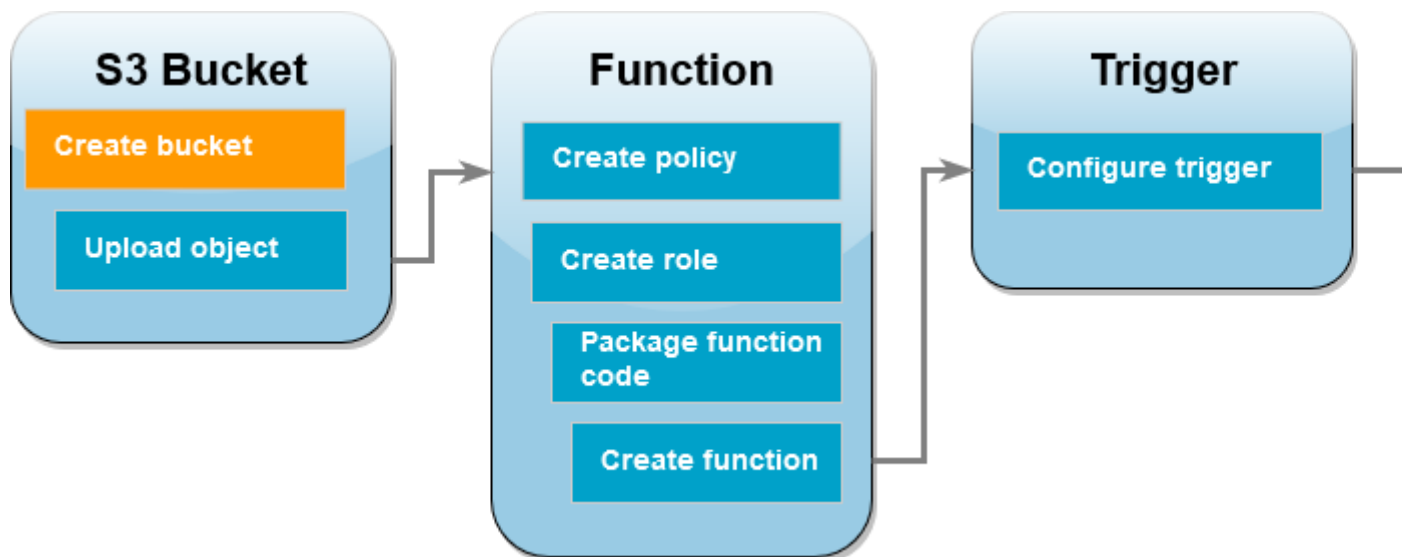 S3 Bucket
Create bucket
Upload object
Function
Create policy
Create role
Package function
code
Create function
Trigger
Configure trigger